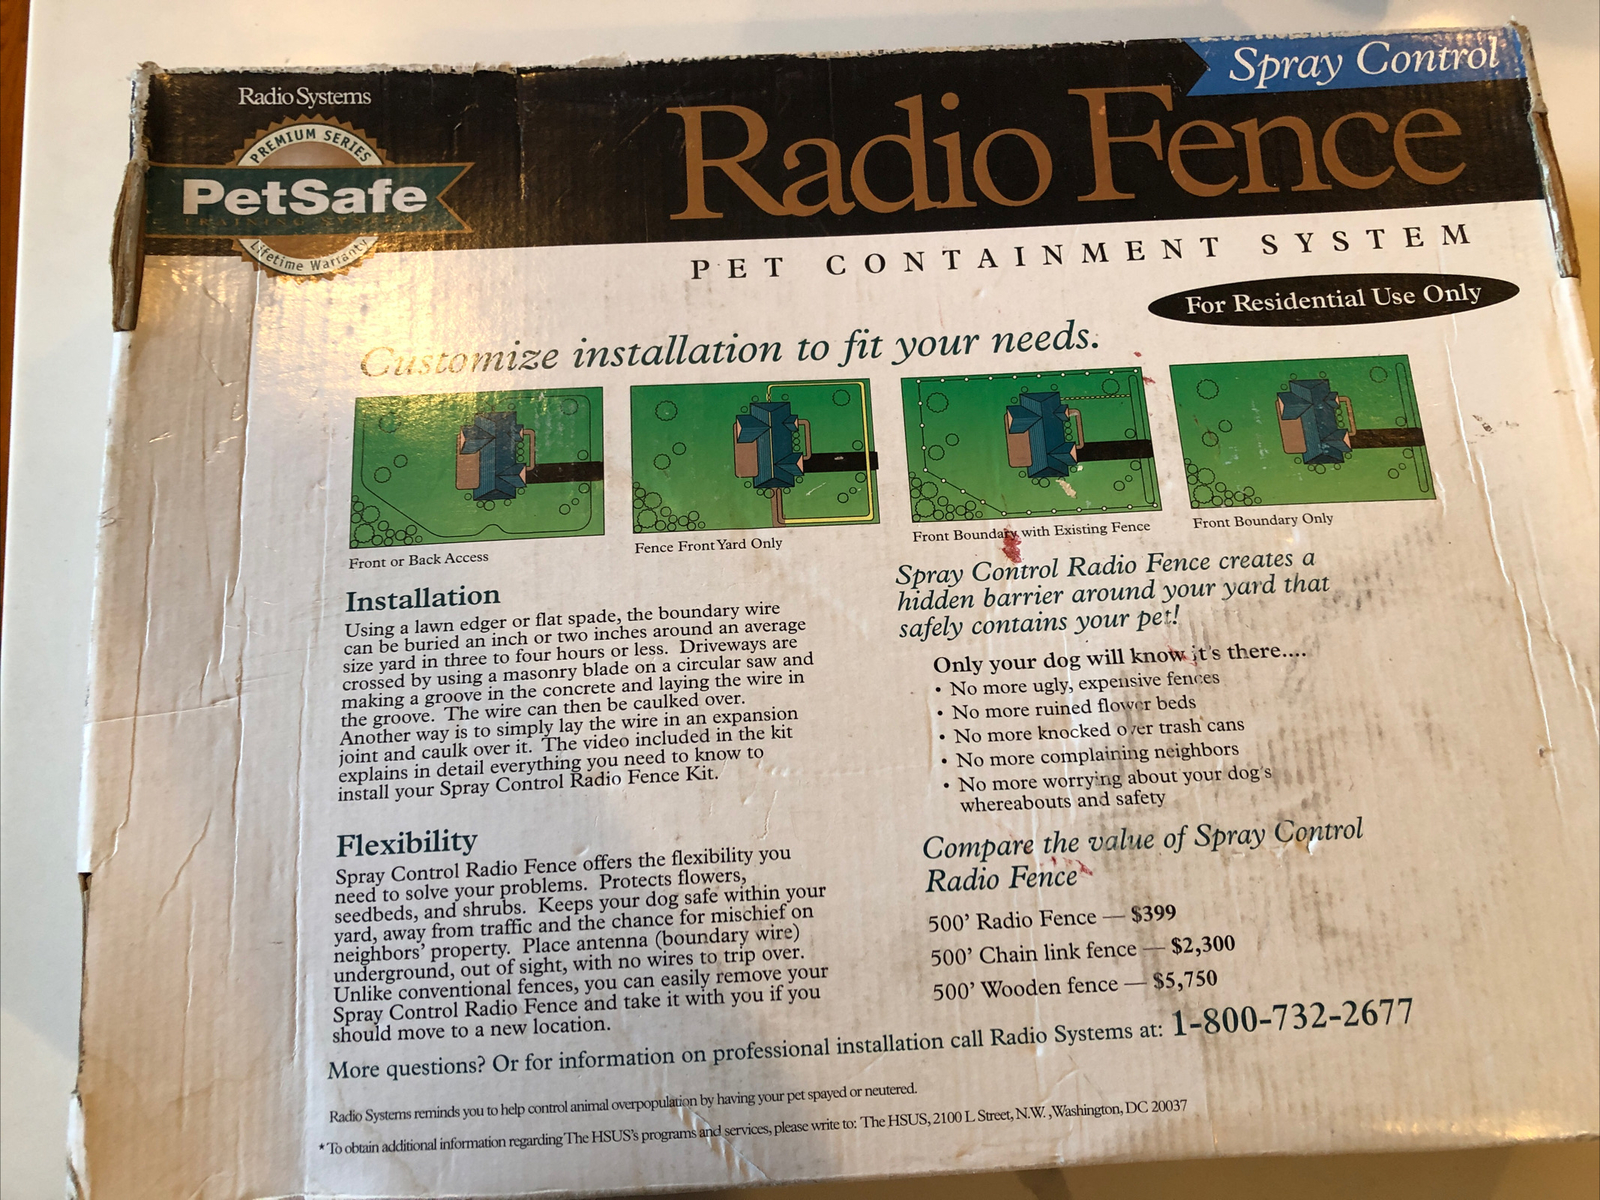 Spray Control
Radio Systems
PREMIUM SERIES
PetSafe
Lifetime Warranty
Radio Fence
PET CONTAINMENT SYSTEM
For Residential Use Only
Customize installation to fit your needs.
Front or Back Access
Fence Front Yard Only
Front Boundary with Existing Fence
Front Boundary Only
Installation
Using a lawn edger or flat spade, the boundary wire
can be buried an inch or two inches around an average
size yard in three to four hours or less. Driveways are
crossed by using a masonry blade on a circular saw and
making a groove in the concrete and laying the wire in
the groove. The wire can then be caulked over.
Another way is to simply lay the wire in an expansion
joint and caulk over it. The video included in the kit
explains in detail everything you need to know to
install your Spray Control Radio Fence Kit.
Flexibility
Spray Control Radio Fence offers the flexibility you
need to solve your problems. Protects flowers,
seedbeds, and shrubs. Keeps your dog safe within your
yard, away from traffic and the chance for mischief on
neighbors' property. Place antenna (boundary wire)
underground, out of sight, with no wires to trip over.
Unlike conventional fences, you can easily remove your
Spray Control Radio Fence and take it with you if you
should move to a new location.
Spray Control Radio Fence creates a
hidden barrier around your yard that
safely contains your pet!
Only your dog will know it's there....
• No more ugly, expensive fences
• No more ruined flower beds
• No more knocked over trash cans
• No more complaining neighbors
• No more worrying about your dog's
whereabouts and safety
Compare the value of Spray Control
Radio Fence
500' Radio Fence — $399
500' Chain link fence — $2,300
500' Wooden fence — $5,750
More questions? Or for information on professional installation call Radio Systems at: 1-800-732-2677
Radio Systems reminds you to help control animal overpopulation by having your pet spayed or neutered.
* To obtain additional information regarding The HSUS's programs and services, please write to: The HSUS, 2100 L Street, N.W. ,Washington, DC 20037